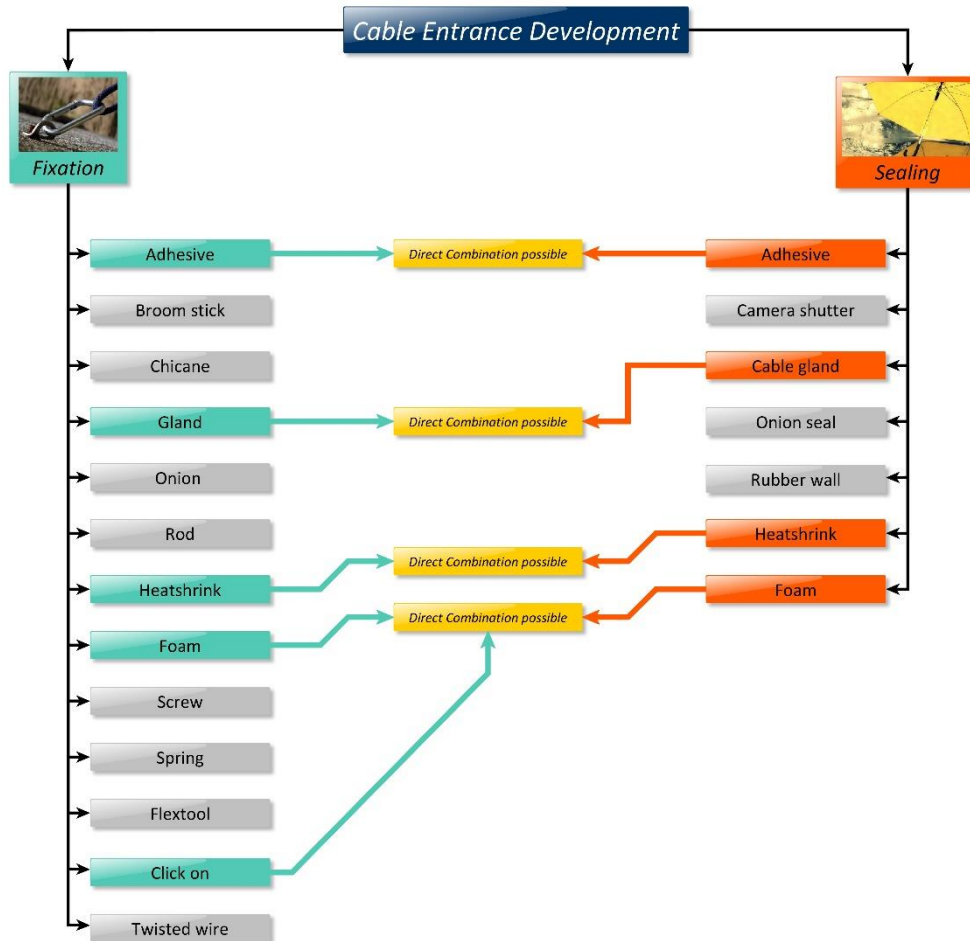 Cable Entrance Development
Fixation
Sealing
Adhesive
Direct Combination possible
Adhesive
Broom stick
Camera shutter
Chicane
Cable gland
Gland
Direct Combination possible
Onion seal
Onion
Rubber wall
Rod
Heatshrink
Direct Combination possible
Heatshrink
Foam
Direct Combination possible
Foam
Screw
Spring
Flextool
Click on
Twisted wire